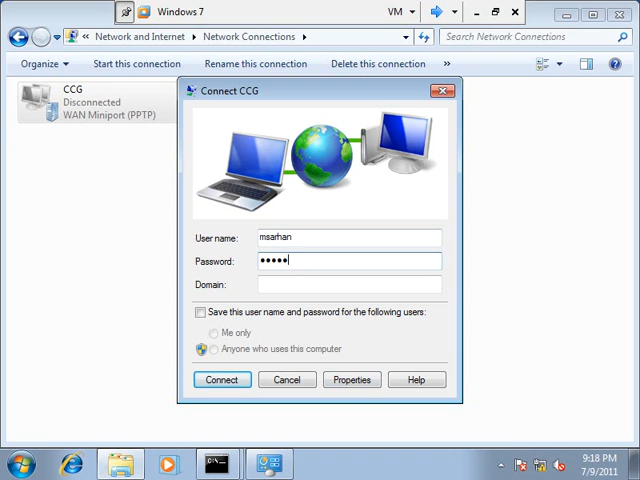 Windows 7
VM
Network and Internet
Network Connections
Search Network Connections
Organize
Start this connection
Rename this connection
Delete this connection
»
CCG
Disconnected
WAN Miniport (PPTP)
Connect CCG
User name:
msarhan
Password:
●●●●●
Domain:
Save this user name and password for the following users:
Me only
Anyone who uses this computer
Connect
Cancel
Properties
Help
C:\_
9:18 PM
7/9/2011